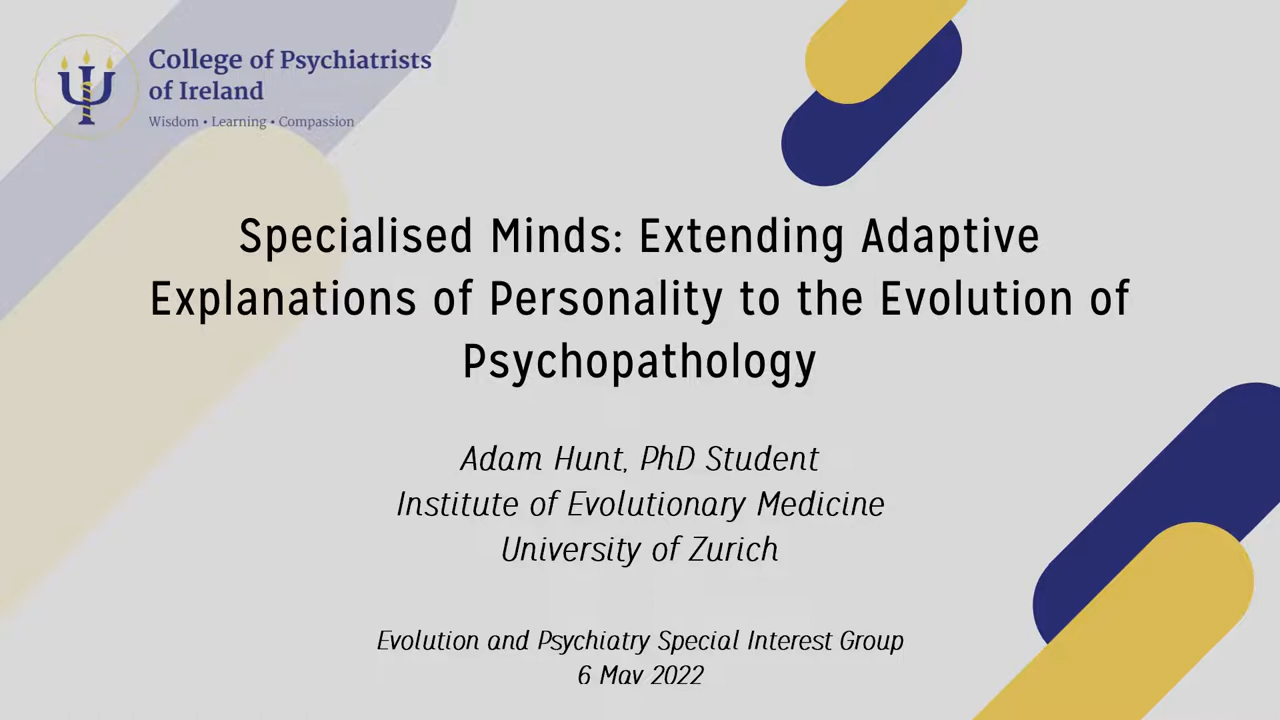 College of Psychiatrists
of Ireland
Wisdom • Learning • Compassion
Specialised Minds: Extending Adaptive
Explanations of Personality to the Evolution of
Psychopathology
Adam Hunt, PhD Student
Institute of Evolutionary Medicine
University of Zurich
Evolution and Psychiatry Special Interest Group
6 May 2022